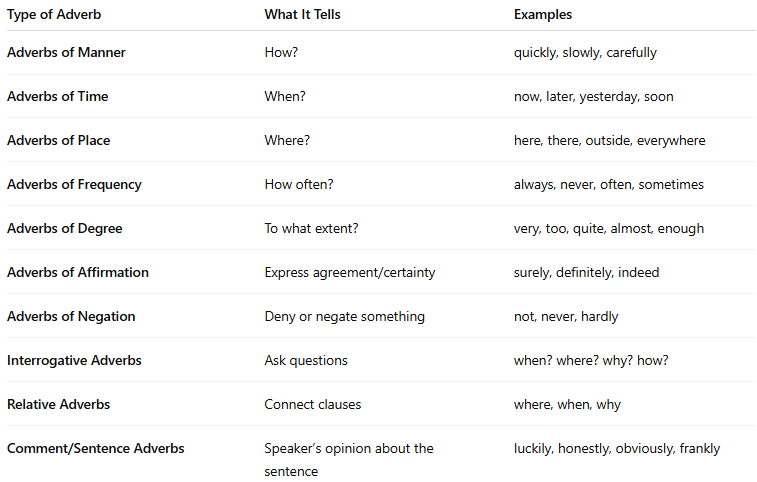 Type of Adverb What It Tells Examples
Adverbs of Manner How? quickly, slowly, carefully
Adverbs of Time When? now, later, yesterday, soon
Adverbs of Place Where? here, there, outside, everywhere
Adverbs of Frequency How often? always, never, often, sometimes
Adverbs of Degree To what extent? very, too, quite, almost, enough
Adverbs of Affirmation Express agreement/certainty surely, definitely, indeed
Adverbs of Negation Deny or negate something not, never, hardly
Interrogative Adverbs Ask questions when? where? why? how?
Relative Adverbs Connect clauses where, when, why
Comment/Sentence Adverbs Speaker’s opinion about the luckily, honestly, obviously, frankly
sentence